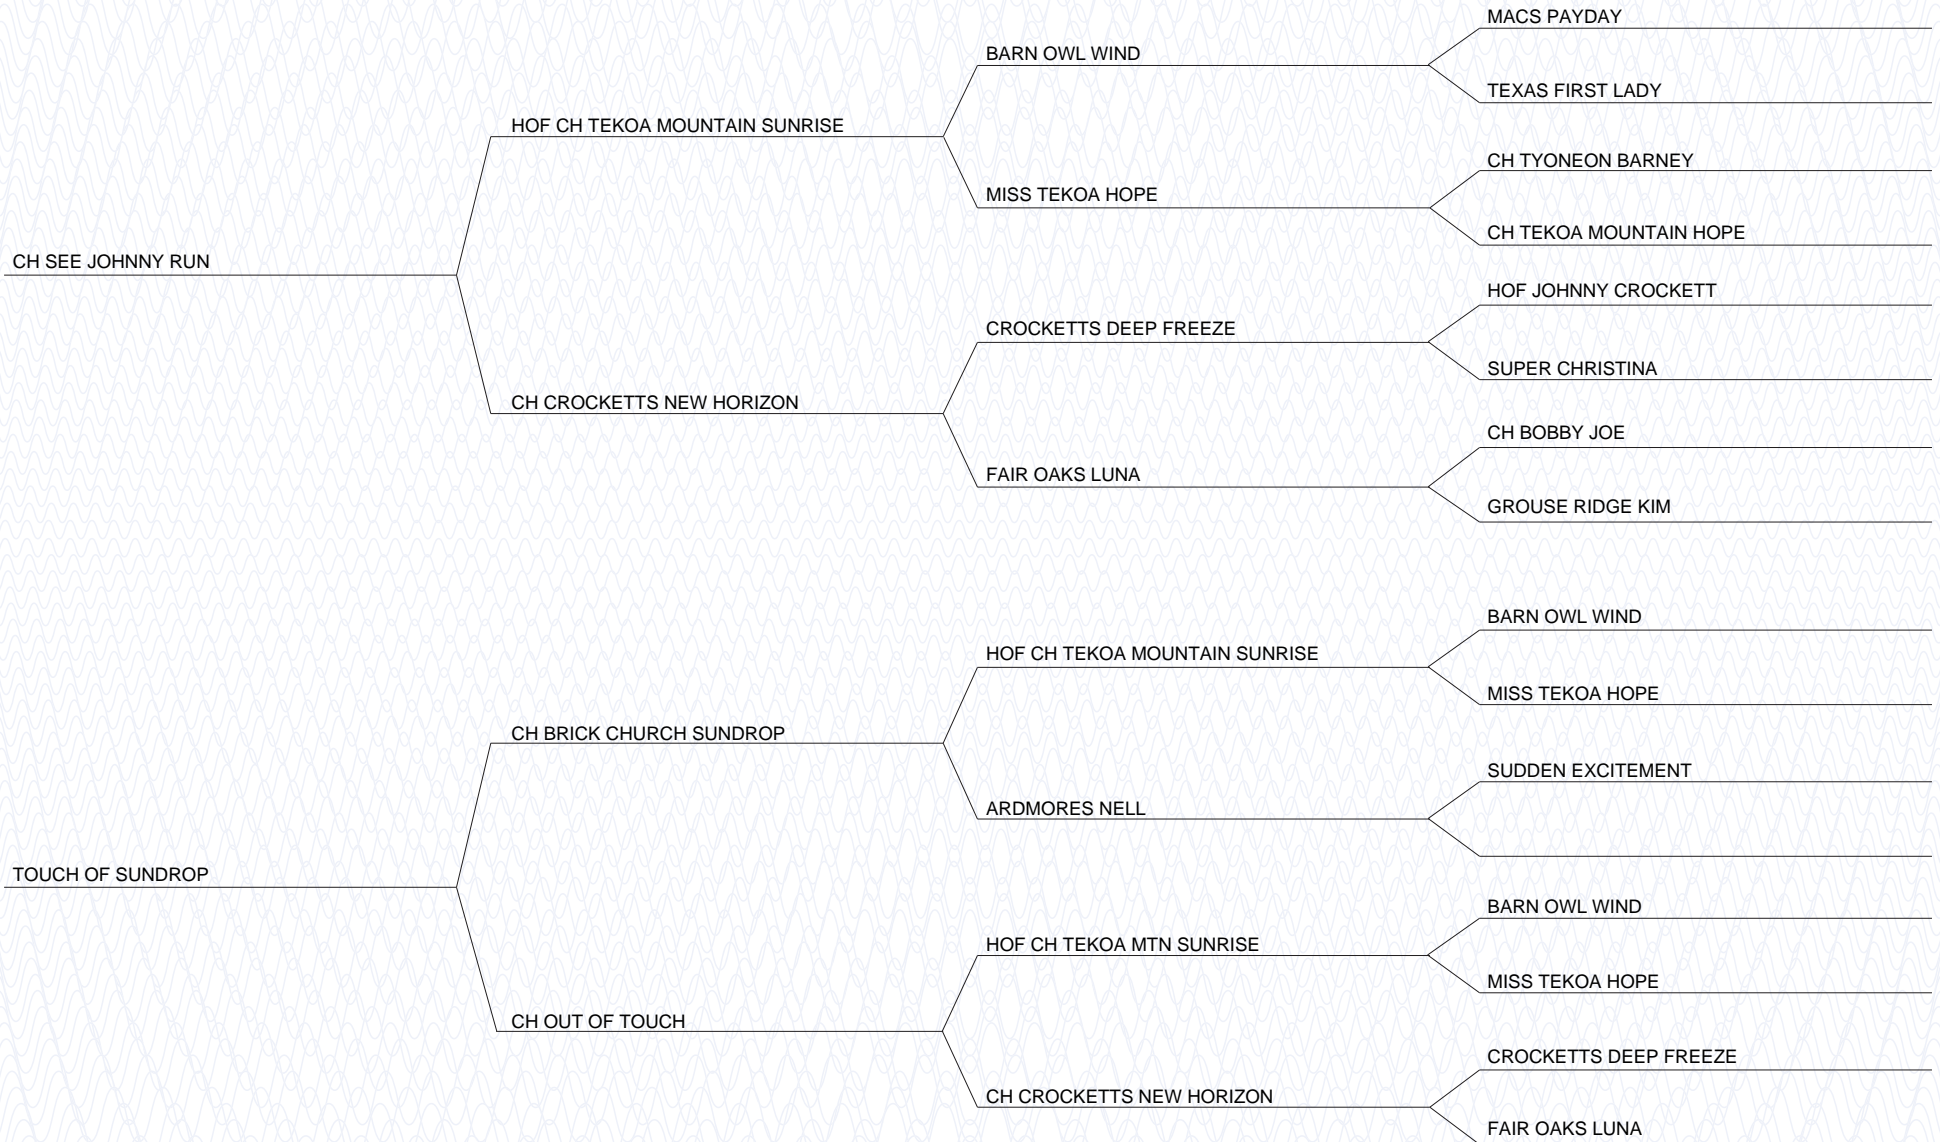 MACS PAYDAY
BARN OWL WIND
TEXAS FIRST LADY
HOF CH TEKOA MOUNTAIN SUNRISE
CH TYONEON BARNEY
MISS TEKOA HOPE
CH TEKOA MOUNTAIN HOPE
CH SEE JOHNNY RUN
HOF JOHNNY CROCKETT
CROCKETTS DEEP FREEZE
SUPER CHRISTINA
CH CROCKETTS NEW HORIZON
CH BOBBY JOE
FAIR OAKS LUNA
GROUSE RIDGE KIM
BARN OWL WIND
HOF CH TEKOA MOUNTAIN SUNRISE
MISS TEKOA HOPE
CH BRICK CHURCH SUNDROP
SUDDEN EXCITEMENT
ARDMORES NELL
TOUCH OF SUNDROP
BARN OWL WIND
HOF CH TEKOA MTN SUNRISE
MISS TEKOA HOPE
CH OUT OF TOUCH
CROCKETTS DEEP FREEZE
CH CROCKETTS NEW HORIZON
FAIR OAKS LUNA